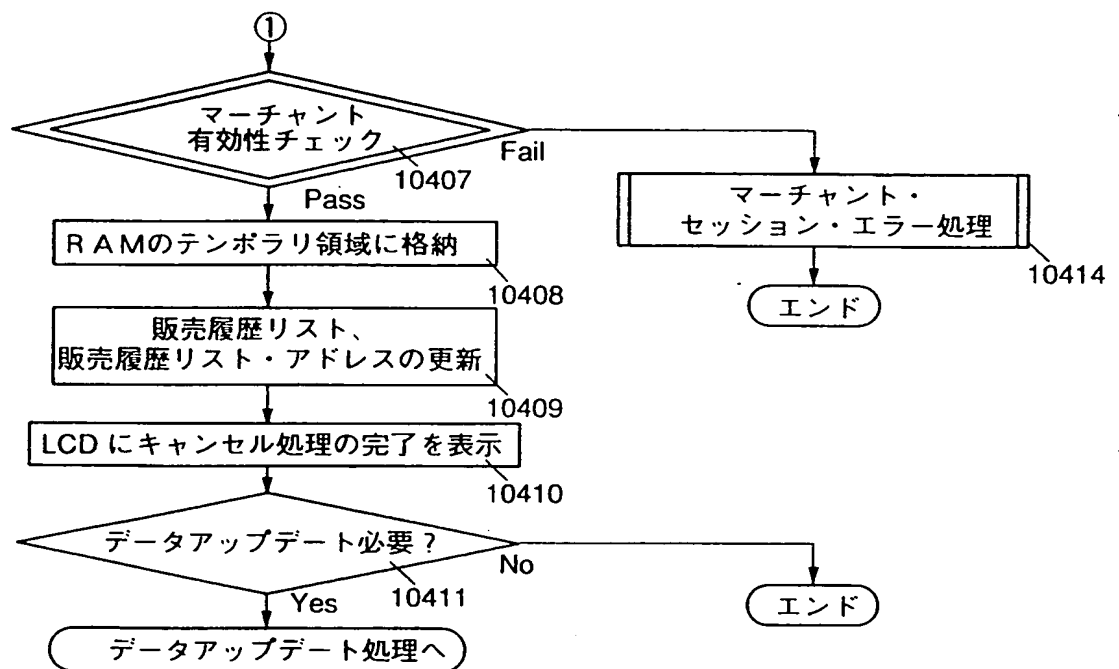 ①
マーチャント
有効性チェック
10407
Fail
Pass
マーチャント・
セッション・エラー処理
10414
エンド
RAMのテンポラリ領域に格納
10408
販売履歴リスト、
販売履歴リスト・アドレスの更新
10409
LCDにキャンセル処理の完了を表示
10410
データアップデート必要?
10411
No
Yes
エンド
データアップデート処理へ